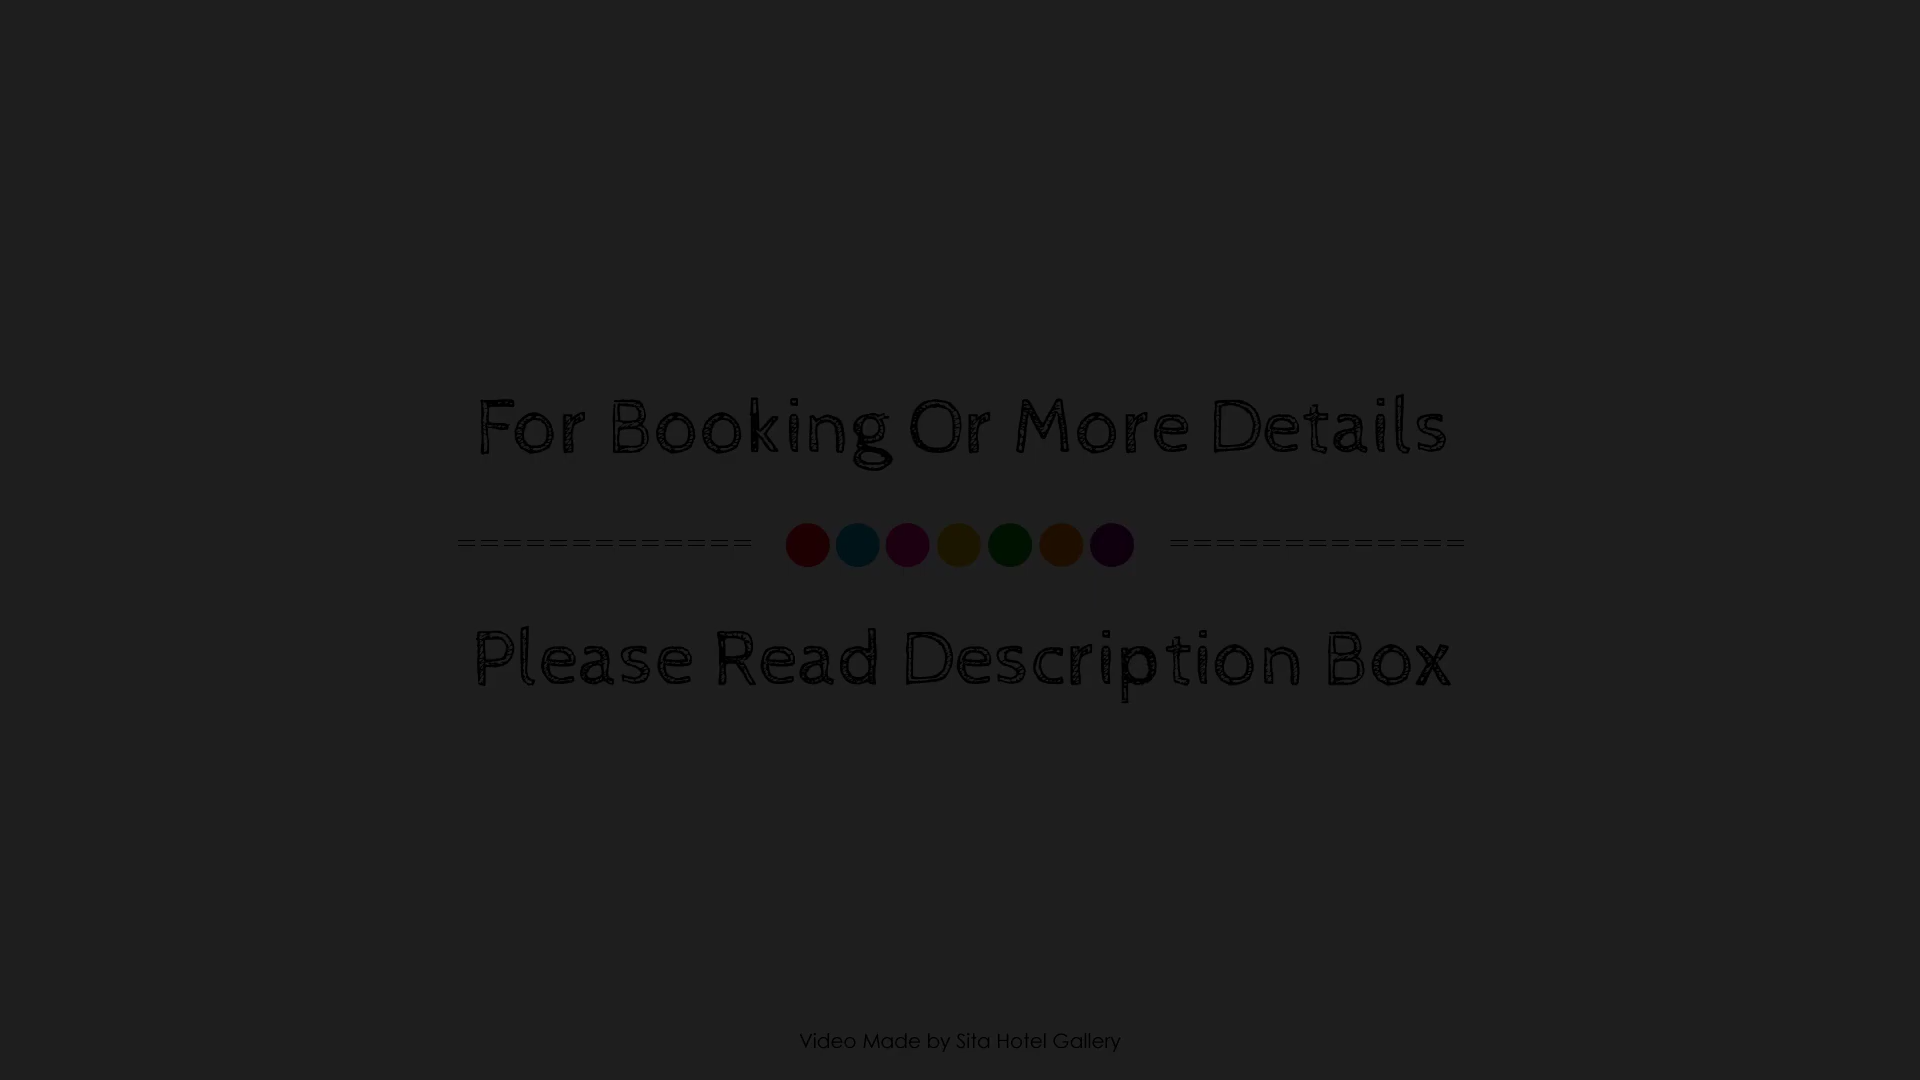 For Booking Or More Details
============= =============
Please Read Description Box
Video Made by Sita Hotel Gallery